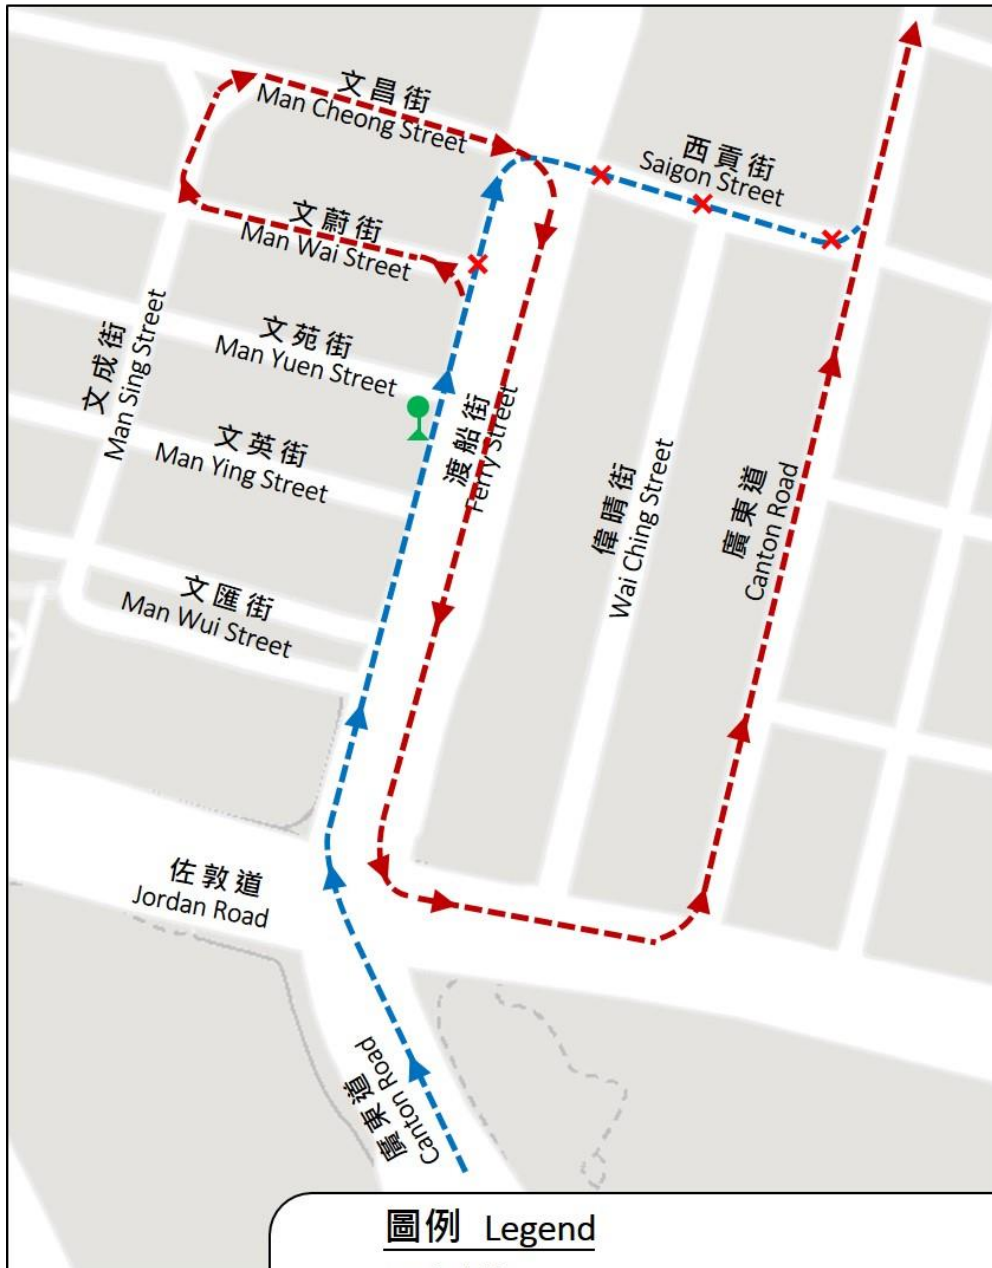 文昌街
Man Cheong Street
西貢街
Saigon Street
文蔚街
Man Wai Street
文苑街
Man Yuen Street
文成街
Man Sing Street
渡船街
Ferry Street
文英街
Man Ying Street
偉晴街
Wai Ching Street
廣東道
Canton Road
文匯街
Man Wui Street
佐敦道
Jordan Road
廣東道
Canton Road
圖例 Legend